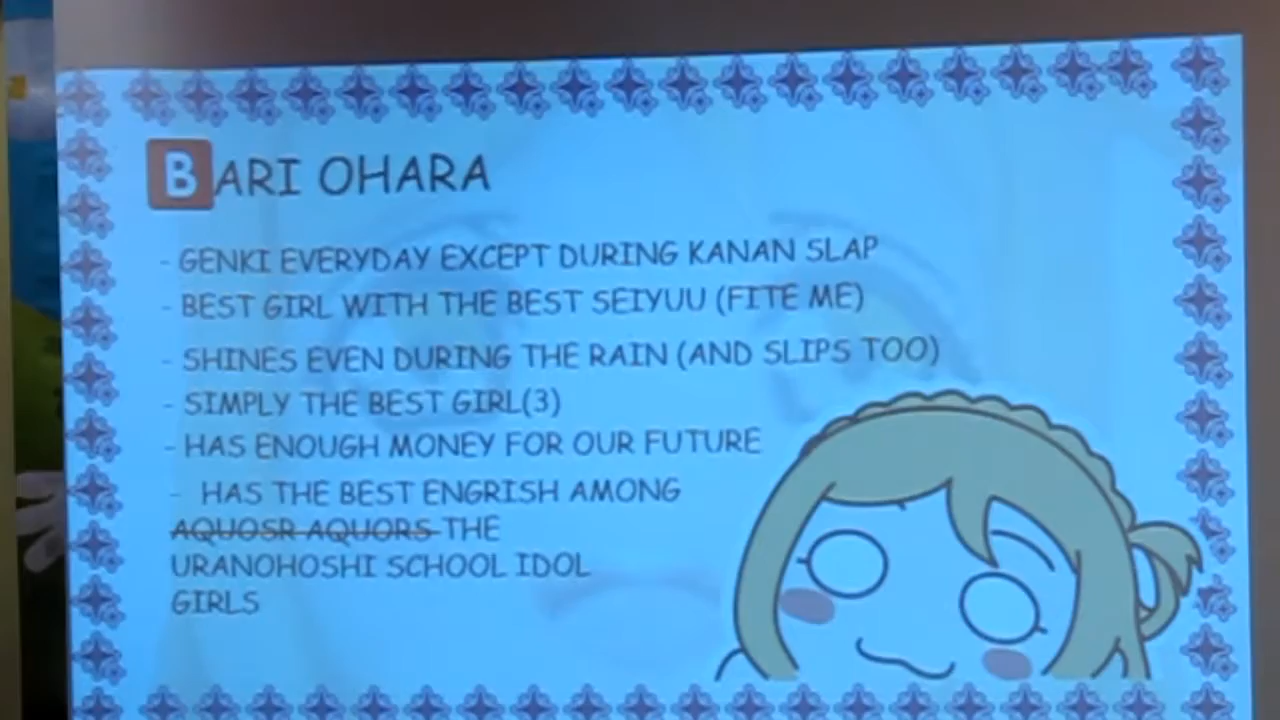 BARI OHARA
- GENKI EVERYDAY EXCEPT DURING KANAN SLAP
- BEST GIRL WITH THE BEST SEIYUU (FITE ME)
- SHINES EVEN DURING THE RAIN (AND SLIPS TOO)
- SIMPLY THE BEST GIRL(3)
- HAS ENOUGH MONEY FOR OUR FUTURE
- HAS THE BEST ENGRISH AMONG
AQUOSR AQUORS THE
URANOHOSHI SCHOOL IDOL
GIRLS